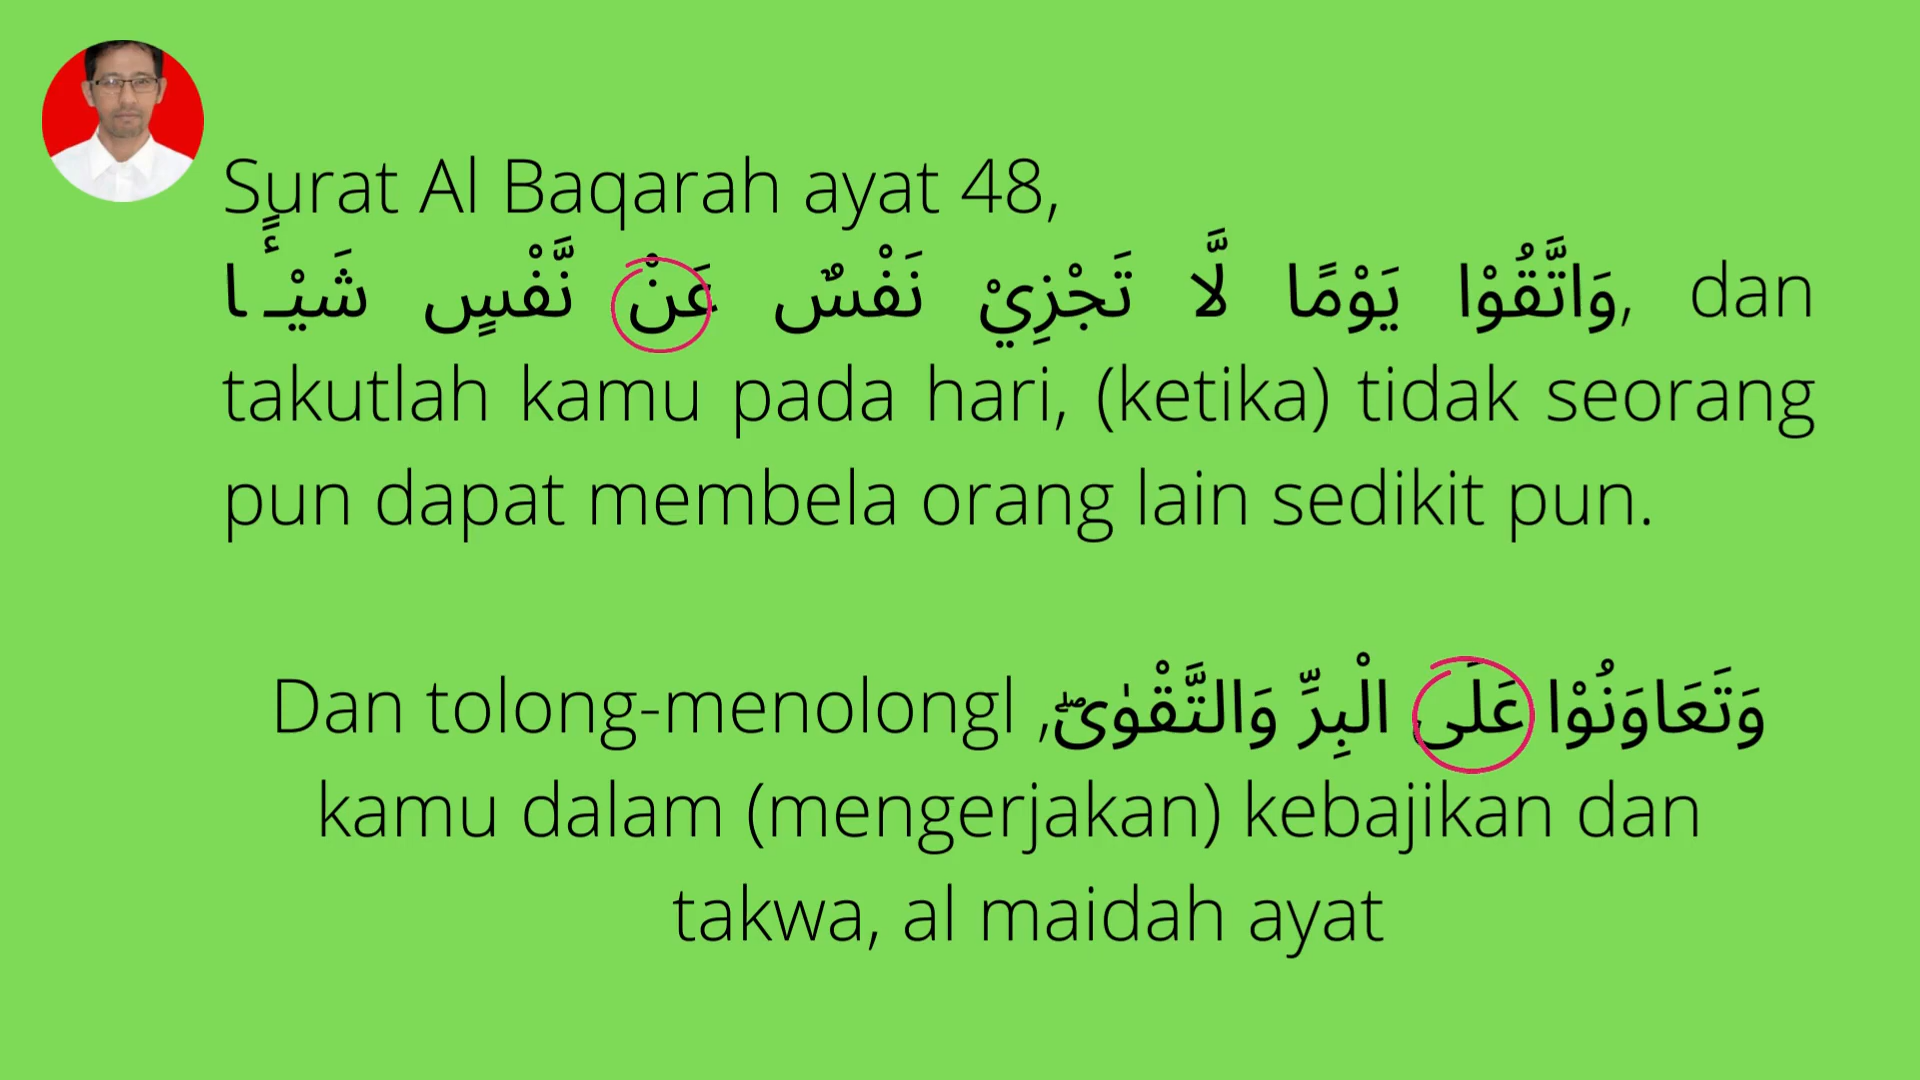 Surat Al Baqarah ayat 48,
وَاتَّقُوْا يَوْمًا لَّا تَجْزِيْ نَفْسٌ عَنْ نَّفْسٍ شَيْـًٔا, dan
takutlah kamu pada hari, (ketika) tidak seorang
pun dapat membela orang lain sedikit pun.
وَتَعَاوَنُوْا عَلَى الْبِرِّ وَالتَّقْوٰىۖ, Dan tolong-menolongl
kamu dalam (mengerjakan) kebajikan dan
takwa, al maidah ayat